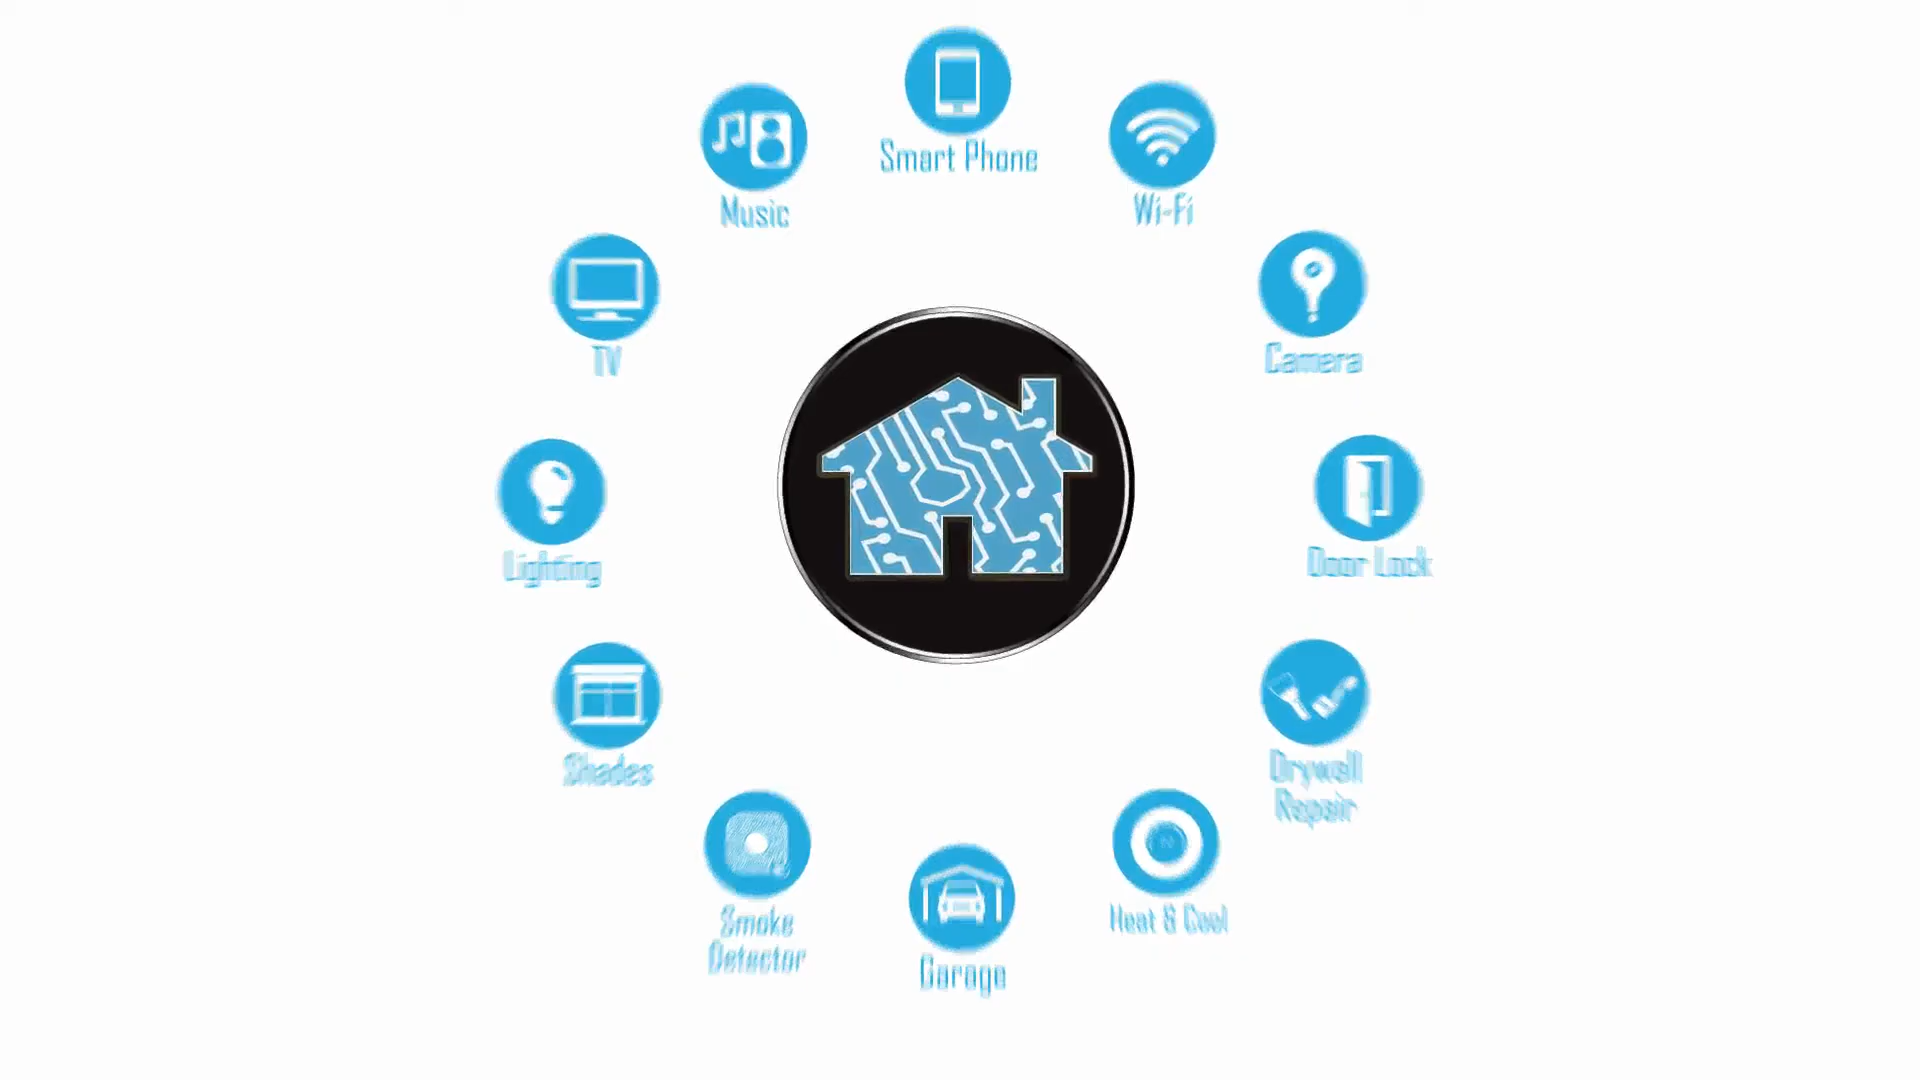 Smart Phone
Music
Wi-Fi
TV
Camera
Lighting
Door Lock
Shades
Drywall
Repair
Smoke
Detector
Heat & Cool
Garage